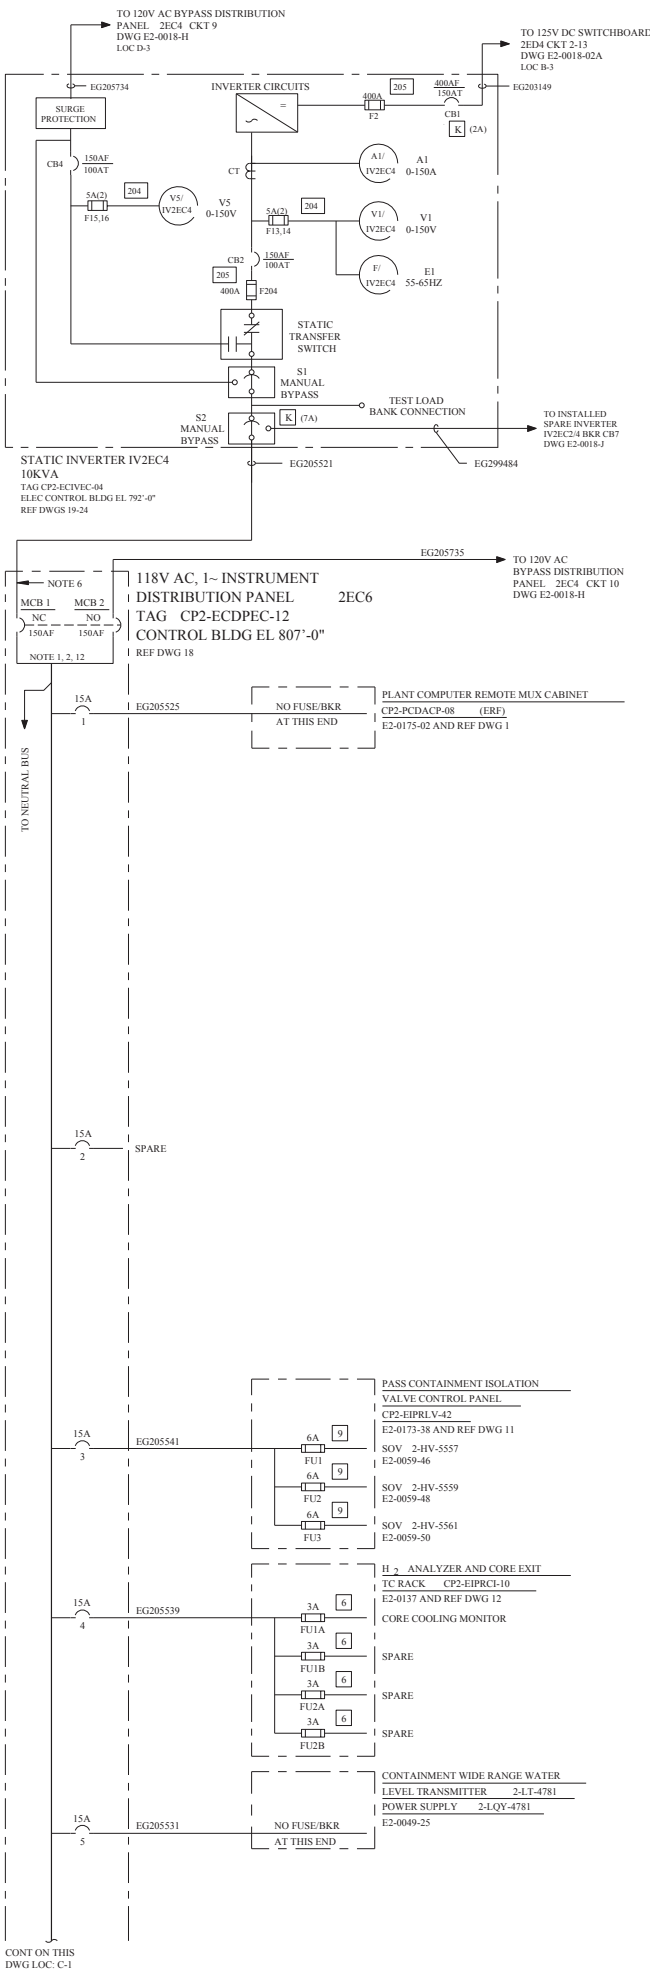 TO 120V AC BYPASS DISTRIBUTION
PANEL 2EC4 CKT 9
DWG E2-0018-H
LOC D-3
TO 125V DC SWITCHBOARD
2ED4 CKT 2-13
DWG E2-0018-02A
LOC B-3
EG205734
INVERTER CIRCUITS
205
400AF
150AT
EG203149
400A
F2
CB1
K (2A)
SURGE
PROTECTION
=
CT
A1/
IV2EC4
A1
0-150A
CB4
150AF
100AT
5A(2)
204
F15,16
V5/
IV2EC4
V5
0-150V
5A(2)
204
F13,14
V1/
IV2EC4
V1
0-150V
CB2
150AF
100AT
F/
IV2EC4
E1
55-65HZ
205
400A
F204
STATIC
TRANSFER
SWITCH
S1
MANUAL
BYPASS
TEST LOAD
BANK CONNECTION
S2
MANUAL
BYPASS
K (7A)
TO INSTALLED
SPARE INVERTER
IV2EC2/4 BKR CB7
DWG E2-0018-J
STATIC INVERTER IV2EC4
10KVA
TAG CP2-ECIVEC-04
ELEC CONTROL BLDG EL 792'-0"
REF DWGS 19-24
EG205521
EG299484
EG205735
TO 120V AC
BYPASS DISTRIBUTION
PANEL 2EC4 CKT 10
DWG E2-0018-H
NOTE 6
118V AC, 1~ INSTRUMENT
DISTRIBUTION PANEL 2EC6
TAG CP2-ECDPEC-12
CONTROL BLDG EL 807'-0"
REF DWG 18
MCB 1
NC
150AF
MCB 2
NO
150AF
NOTE 1, 2, 12
TO NEUTRAL BUS
15A
1
EG205525
NO FUSE/BKR
AT THIS END
PLANT COMPUTER REMOTE MUX CABINET
CP2-PCDACP-08 (ERF)
E2-0175-02 AND REF DWG 1
15A
2
SPARE
15A
3
EG205541
PASS CONTAINMENT ISOLATION
VALVE CONTROL PANEL
CP2-EIPRLV-42
E2-0173-38 AND REF DWG 11
6A
9
FU1
SOV 2-HV-5557
E2-0059-46
6A
9
FU2
SOV 2-HV-5559
E2-0059-48
6A
9
FU3
SOV 2-HV-5561
E2-0059-50
H 2 ANALYZER AND CORE EXIT
TC RACK CP2-EIPRCI-10
E2-0137 AND REF DWG 12
15A
4
EG205539
3A
6
FU1A
CORE COOLING MONITOR
3A
6
FU1B
SPARE
3A
6
FU2A
SPARE
3A
6
FU2B
SPARE
CONTAINMENT WIDE RANGE WATER
LEVEL TRANSMITTER 2-LT-4781
POWER SUPPLY 2-LQY-4781
E2-0049-25
15A
5
EG205531
NO FUSE/BKR
AT THIS END
CONT ON THIS
DWG LOC: C-1